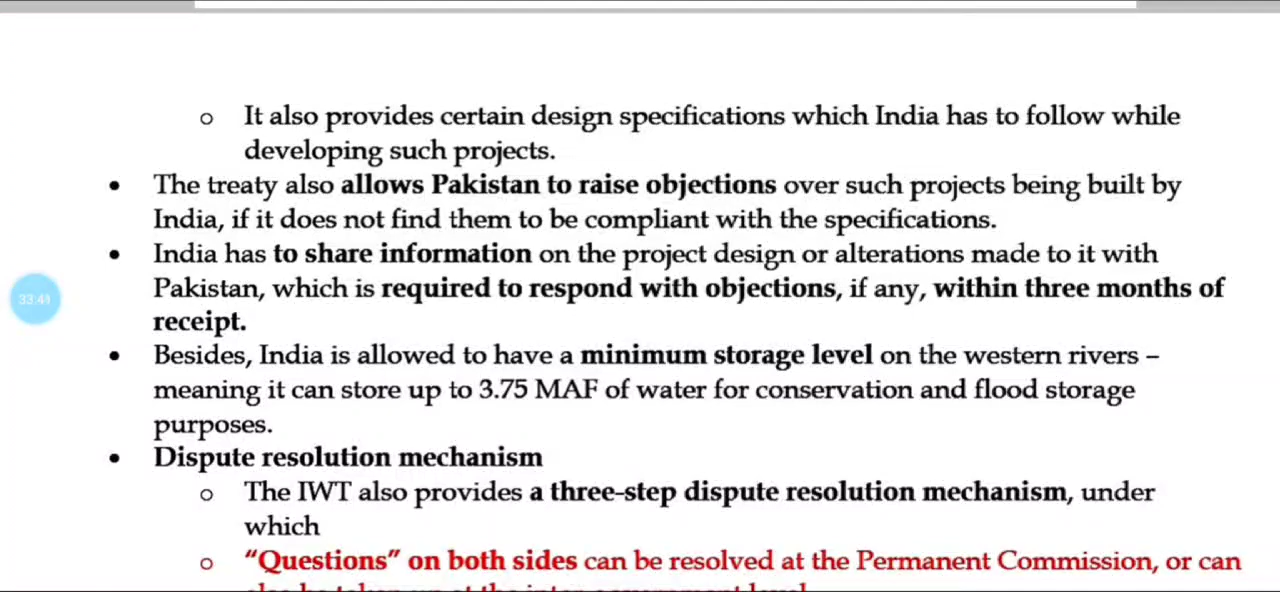 o It also provides certain design specifications which India has to follow while
developing such projects.
• The treaty also allows Pakistan to raise objections over such projects being built by
India, if it does not find them to be compliant with the specifications.
• India has to share information on the project design or alterations made to it with
Pakistan, which is required to respond with objections, if any, within three months of
receipt.
33:41
• Besides, India is allowed to have a minimum storage level on the western rivers –
meaning it can store up to 3.75 MAF of water for conservation and flood storage
purposes.
• Dispute resolution mechanism
o The IWT also provides a three-step dispute resolution mechanism, under
which
o “Questions” on both sides can be resolved at the Permanent Commission, or can